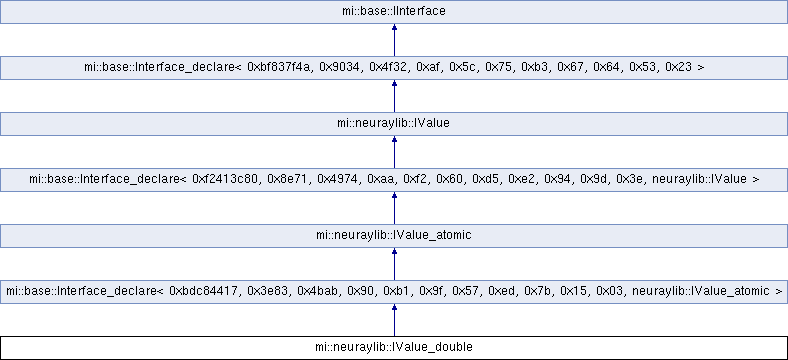 mi::base::IInterface
mi::base::Interface_declare< 0xbf837f4a, 0x9034, 0x4f32, 0xaf, 0x5c, 0x75, 0xb3, 0x67, 0x64, 0x53, 0x23 >
mi::neuraylib::IValue
mi::base::Interface_declare< 0xf2413c80, 0x8e71, 0x4974, 0xaa, 0xf2, 0x60, 0xd5, 0xe2, 0x94, 0x9d, 0x3e, neuraylib::IValue >
mi::neuraylib::IValue_atomic
mi::base::Interface_declare< 0xbdc84417, 0x3e83, 0x4bab, 0x90, 0xb1, 0x9f, 0x57, 0xed, 0x7b, 0x15, 0x03, neuraylib::IValue_atomic >
mi::neuraylib::IValue_double